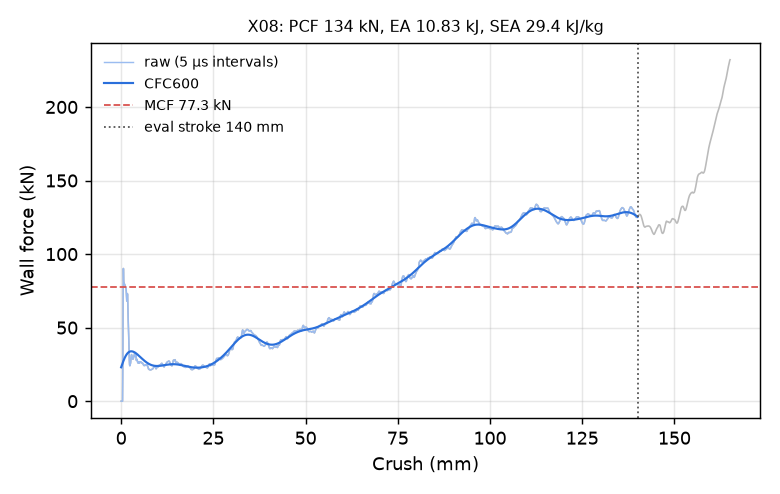 X08: PCF 134 kN, EA 10.83 kJ, SEA 29.4 kJ/kg
raw (5 µs intervals)
CFC600
MCF 77.3 kN
eval stroke 140 mm
Wall force (kN)
200
150
100
50
0
0 25 50 75 100 125 150
Crush (mm)